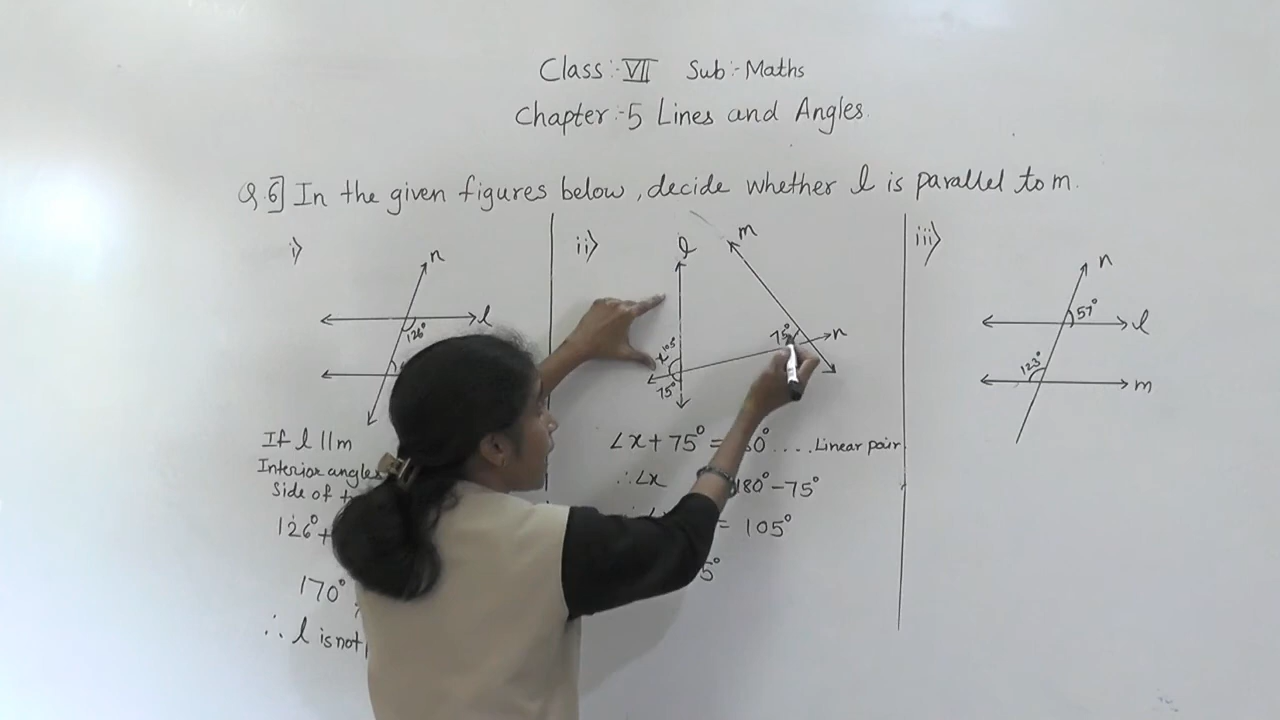 Class:- VII Sub:- Maths
Chapter:-5 Lines and Angles.
Q.6] In the given figures below, decide whether l is parallel to m.
i)
n
l
126°
If l || m
Interior angles
Side of
126° +
170°
∴ l is not
ii)
l
m
n
x 105°
75°
75°
∠x + 75° = 0° .... Linear pair
∴ ∠x 180° - 75°
= 105°
5°
iii)
n
57°
l
123°
m